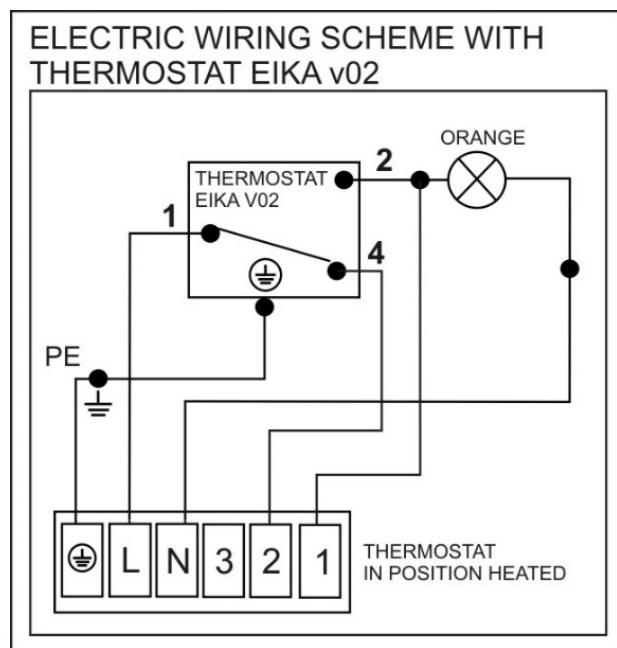 ELECTRIC WIRING SCHEME WITH
THERMOSTAT EIKA v02
ORANGE
2
THERMOSTAT
EIKA V02
1
4
PE
L N 3 2 1
THERMOSTAT
IN POSITION HEATED